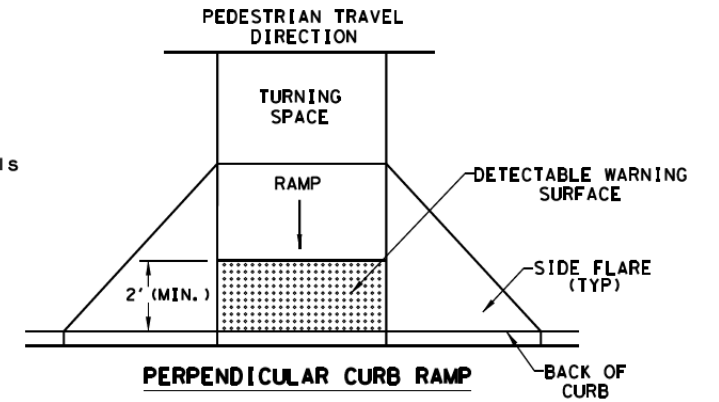 PEDESTRIAN TRAVEL
DIRECTION
TURNING
SPACE
ls
RAMP
DETECTABLE WARNING
SURFACE
2' (MIN.)
SIDE FLARE
(TYP)
PERPENDICULAR CURB RAMP
BACK OF
CURB